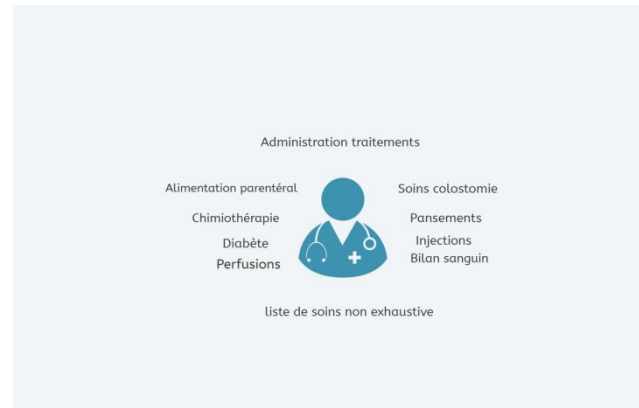 Administration traitements
Alimentation parentéral
Soins colostomie
Chimiothérapie
Pansements
Diabète
Injections
Perfusions
Bilan sanguin
liste de soins non exhaustive